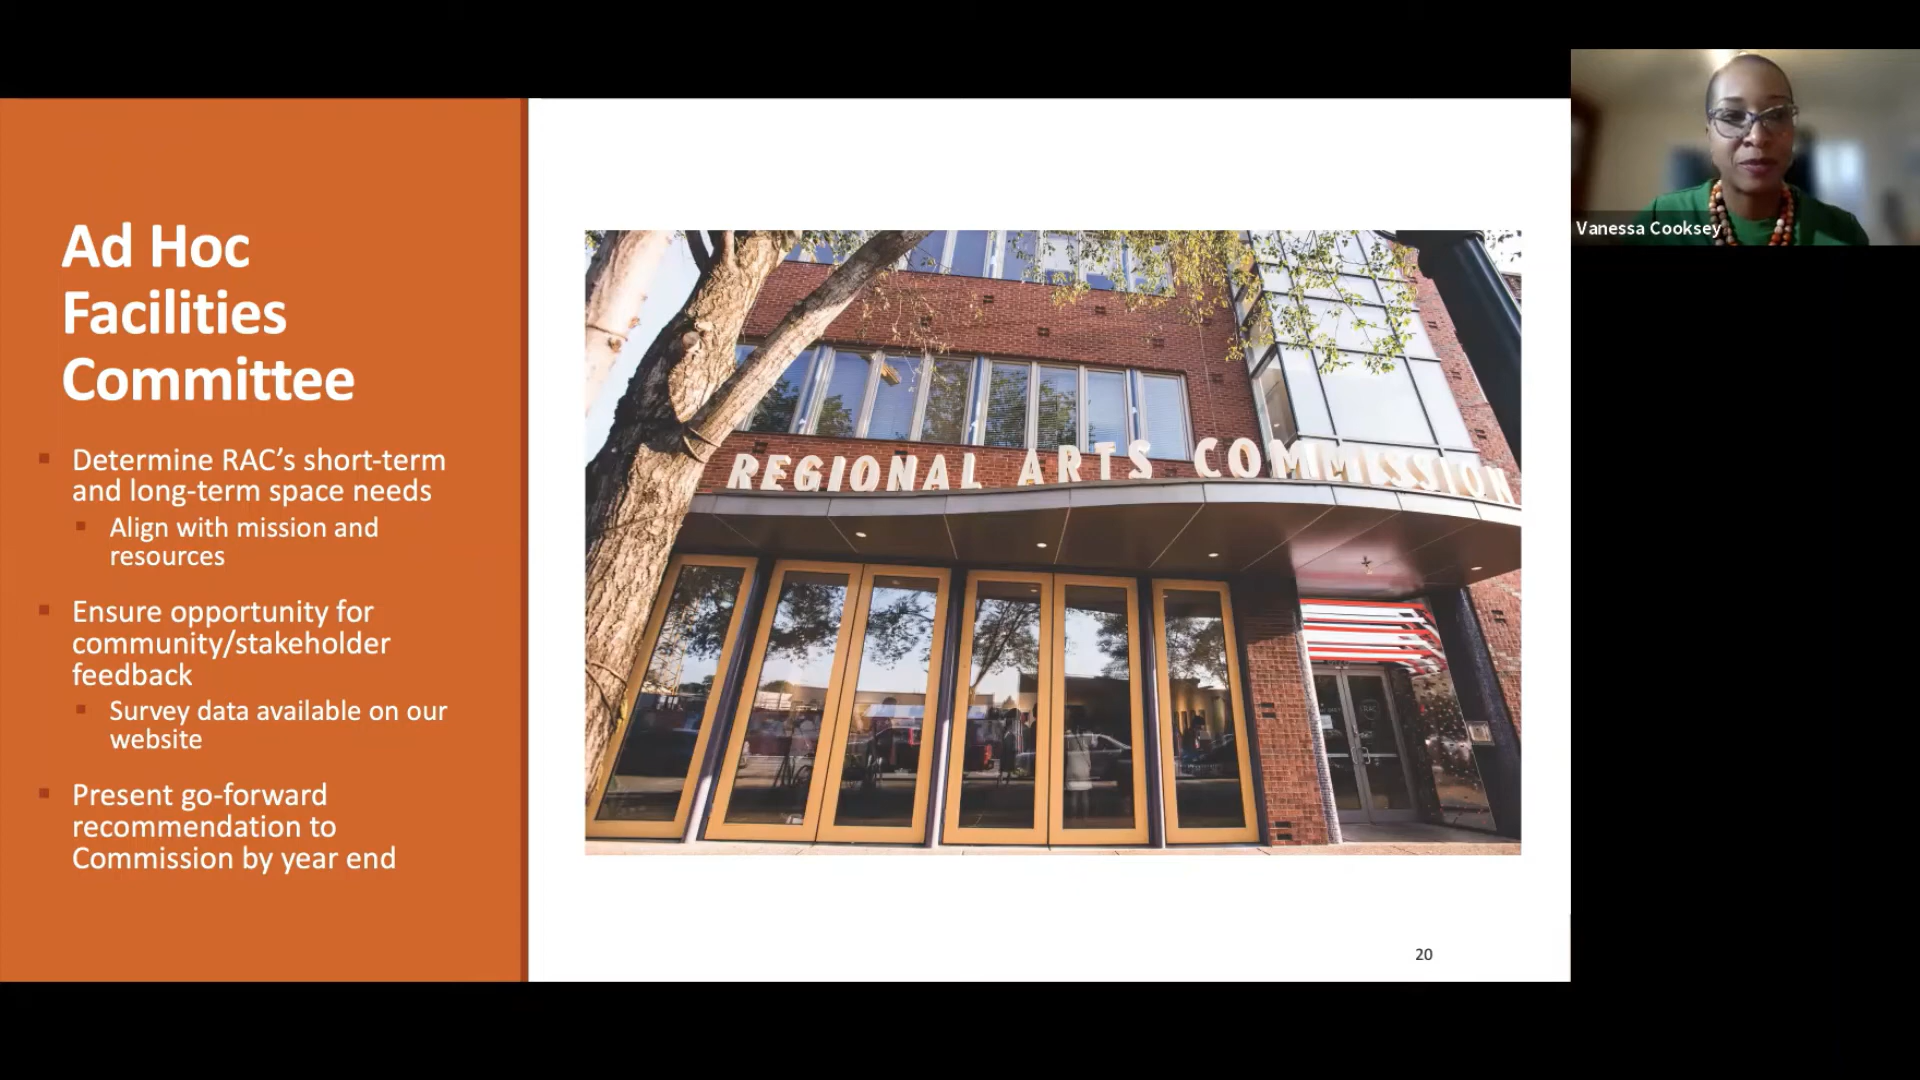 Ad Hoc
Facilities
Committee
Determine RAC’s short-term
and long-term space needs
Align with mission and
resources
Ensure opportunity for
community/stakeholder
feedback
Survey data available on our
website
Present go-forward
recommendation to
Commission by year end
REGIONAL ARTS COMMISSION
20
Vanessa Cooksey